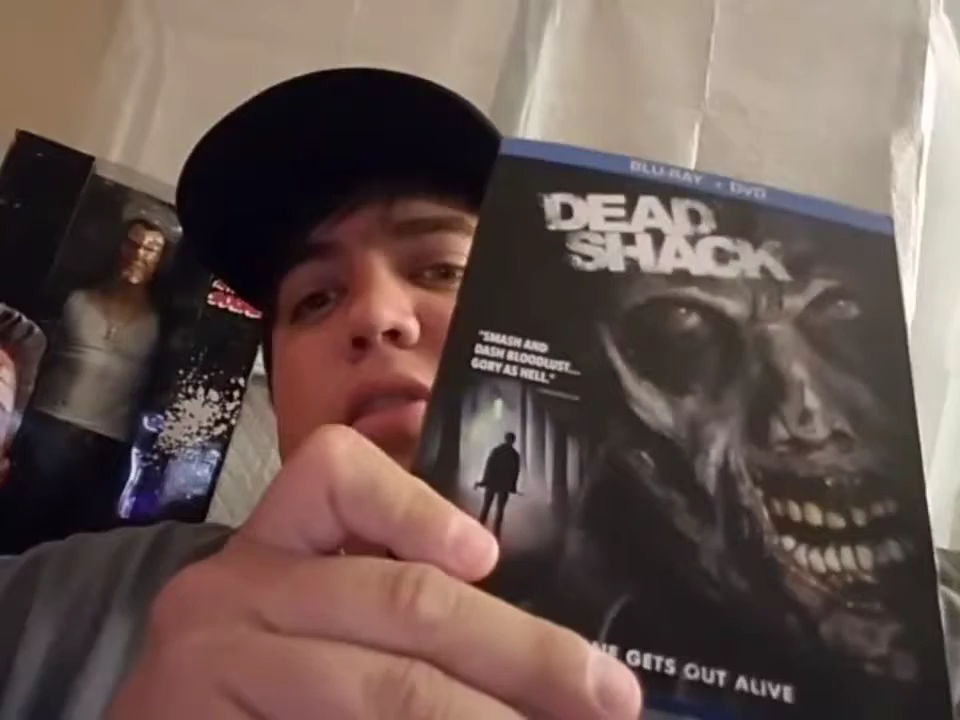 BLU-RAY + DVD
DEAD
SHACK
"SMASH AND
DASH BLOODLUST...
GORY AS HELL."
GETS OUT ALIVE